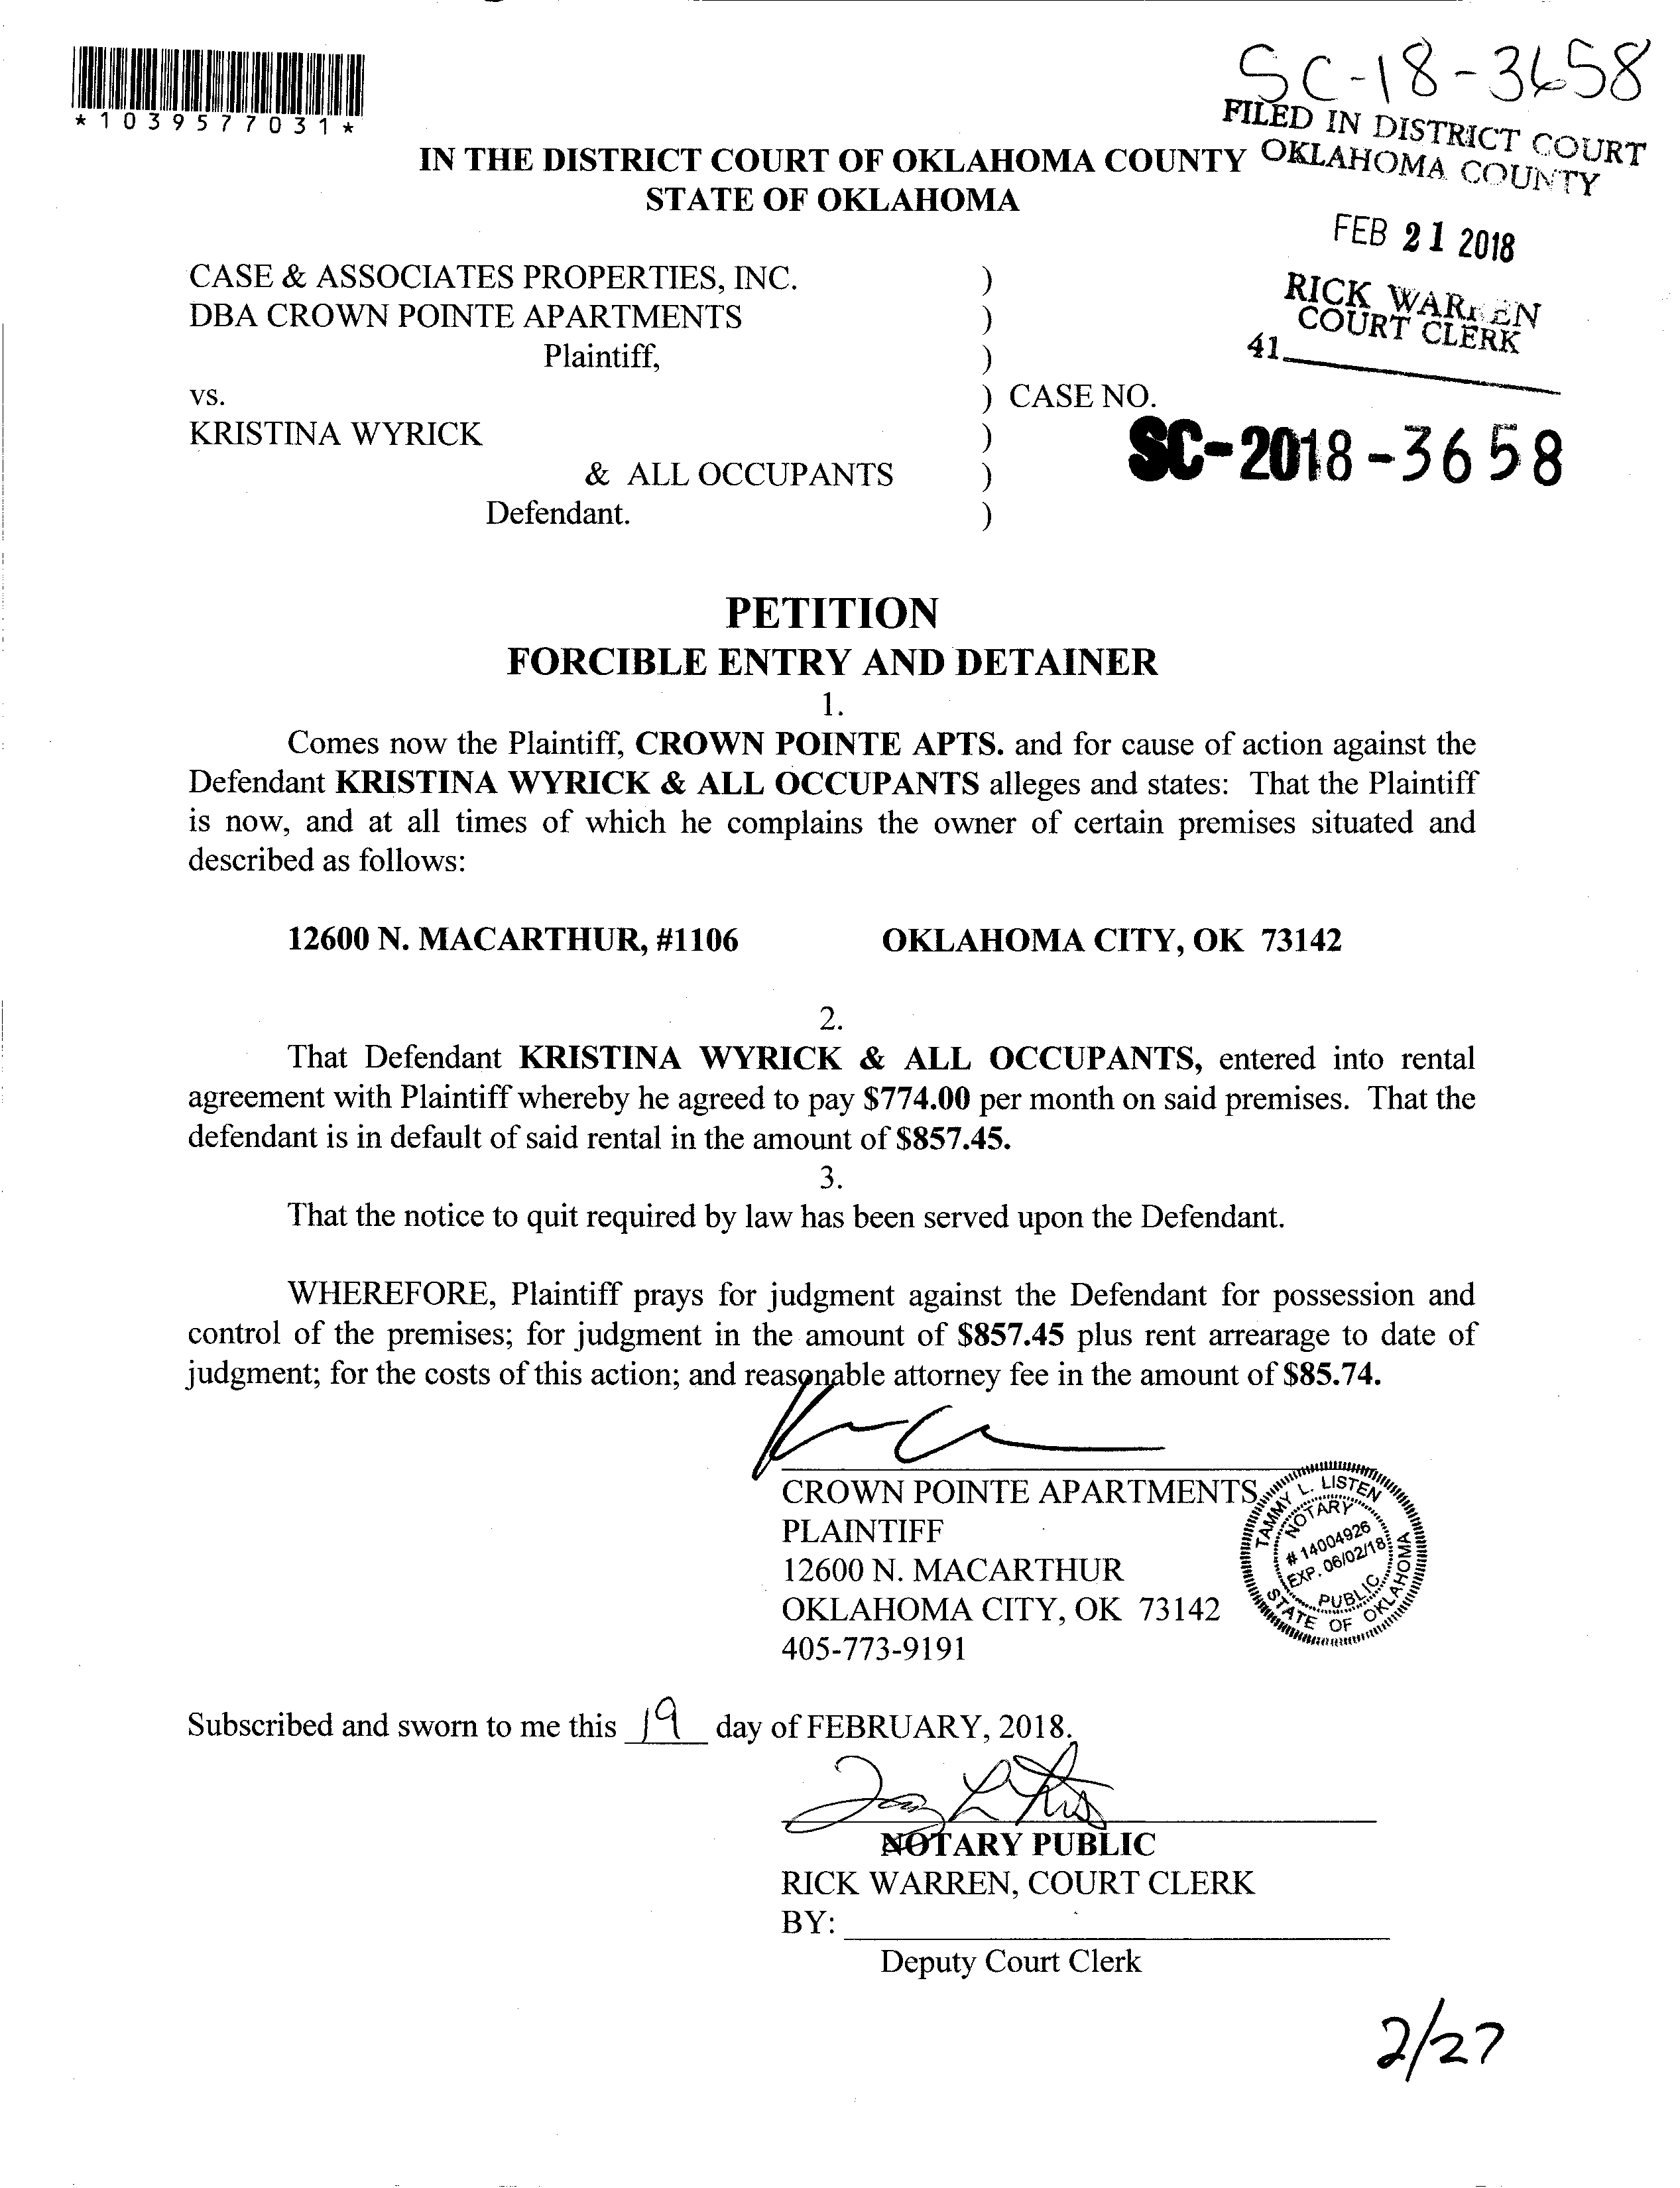 SC-18-3658
*1039577031*
FILED IN DISTRICT COURT
OKLAHOMA COUNTY
IN THE DISTRICT COURT OF OKLAHOMA COUNTY
STATE OF OKLAHOMA
FEB 21 2018
RICK WARREN
COURT CLERK
41
CASE & ASSOCIATES PROPERTIES, INC. )
DBA CROWN POINTE APARTMENTS )
Plaintiff, )
vs. ) CASE NO.
KRISTINA WYRICK )
SC-2018-3658
& ALL OCCUPANTS )
Defendant. )
PETITION
FORCIBLE ENTRY AND DETAINER
1.
Comes now the Plaintiff, CROWN POINTE APTS. and for cause of action against the
Defendant KRISTINA WYRICK & ALL OCCUPANTS alleges and states: That the Plaintiff
is now, and at all times of which he complains the owner of certain premises situated and
described as follows:
12600 N. MACARTHUR, #1106 OKLAHOMA CITY, OK 73142
2.
That Defendant KRISTINA WYRICK & ALL OCCUPANTS, entered into rental
agreement with Plaintiff whereby he agreed to pay $774.00 per month on said premises. That the
defendant is in default of said rental in the amount of $857.45.
3.
That the notice to quit required by law has been served upon the Defendant.
WHEREFORE, Plaintiff prays for judgment against the Defendant for possession and
control of the premises; for judgment in the amount of $857.45 plus rent arrearage to date of
judgment; for the costs of this action; and reasonable attorney fee in the amount of $85.74.
CROWN POINTE APARTMENTS
PLAINTIFF
12600 N. MACARTHUR
OKLAHOMA CITY, OK 73142
405-773-9191
TAMMY L. LISTEN
NOTARY
# 14004926
EXP. 06/02/18
PUBLIC
STATE OF OKLAHOMA
Subscribed and sworn to me this 19 day of FEBRUARY, 2018.
NOTARY PUBLIC
RICK WARREN, COURT CLERK
BY:
Deputy Court Clerk
2/27